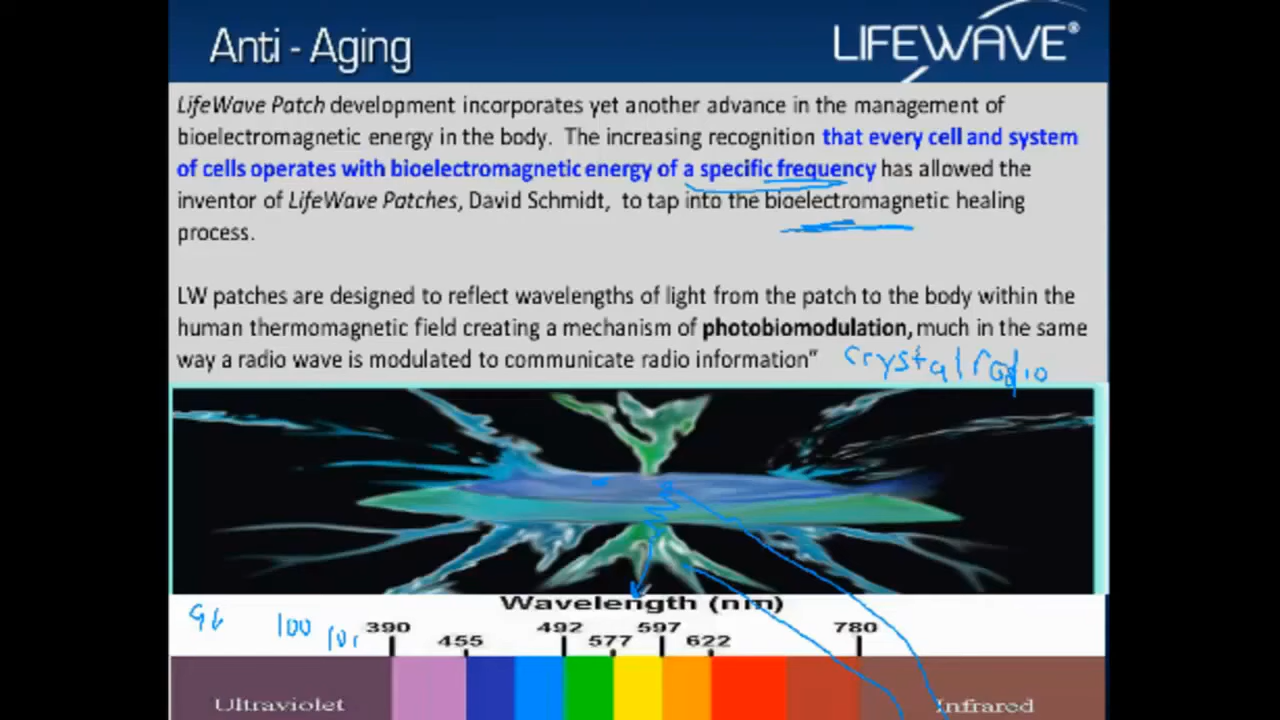 Anti - Aging
LIFEWAVE®
LifeWave Patch development incorporates yet another advance in the management of
bioelectromagnetic energy in the body. The increasing recognition that every cell and system
of cells operates with bioelectromagnetic energy of a specific frequency has allowed the
inventor of LifeWave Patches, David Schmidt, to tap into the bioelectromagnetic healing
process.
LW patches are designed to reflect wavelengths of light from the patch to the body within the
human thermomagnetic field creating a mechanism of photobiomodulation, much in the same
way a radio wave is modulated to communicate radio information"
crystal radio
Wavelength (nm)
100
390 492 597 780
455 577 622
Ultraviolet
Infrared